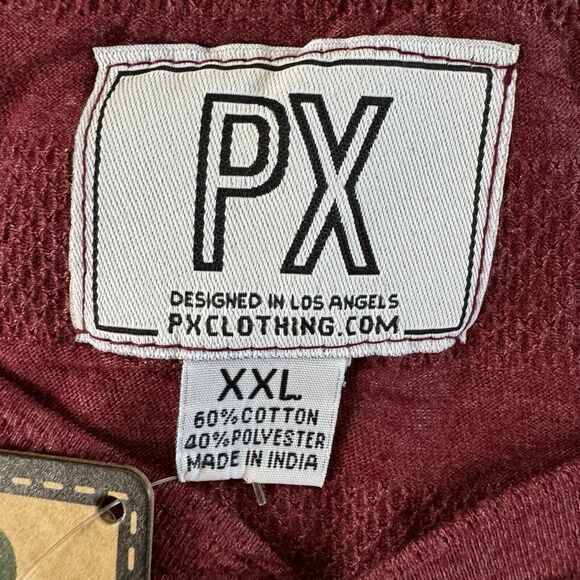 PX
DESIGNED IN LOS ANGELS
PXCLOTHING.COM
XXL
60% COTTON
40% POLYESTER
MADE IN INDIA